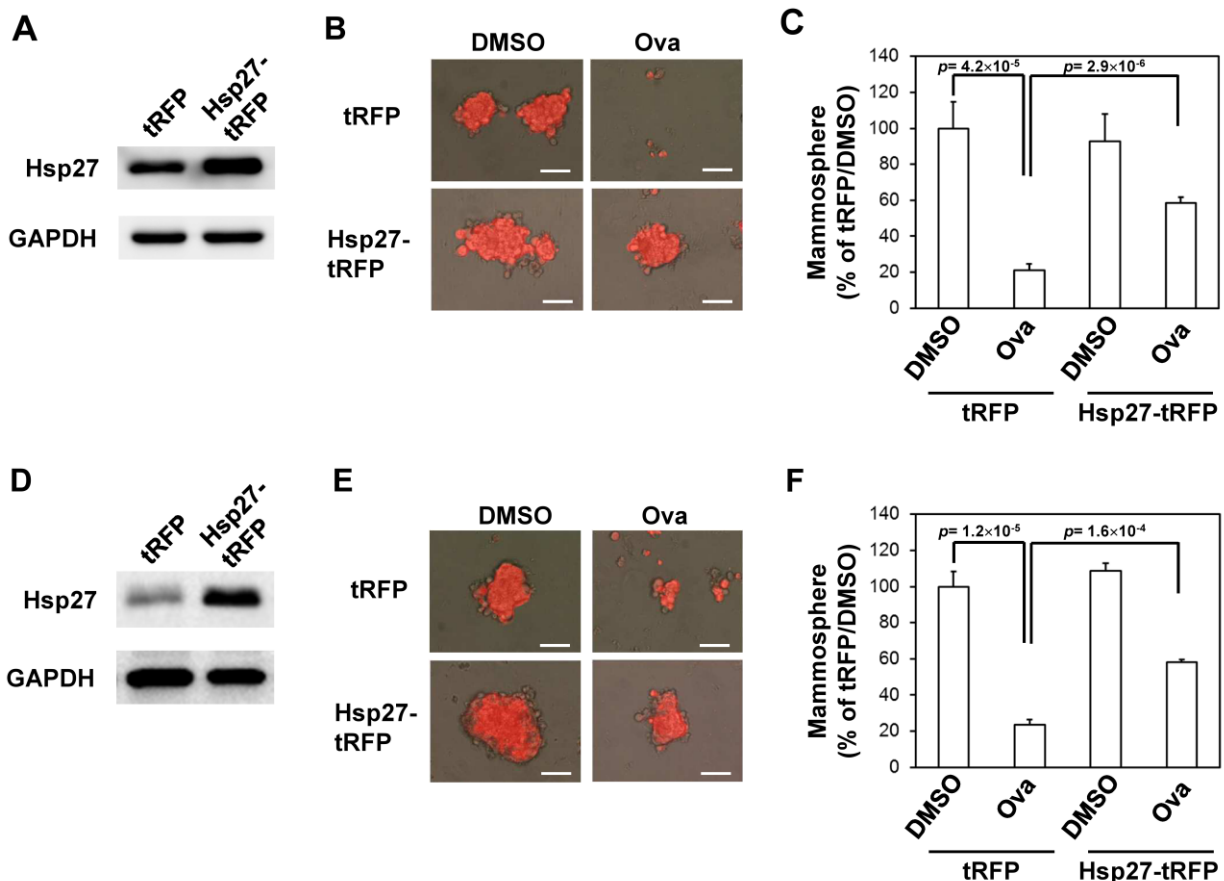 A
tRFP
Hsp27-
tRFP
Hsp27
GAPDH
B
DMSO Ova
tRFP
Hsp27-
tRFP
C
Mammosphere
(% of tRFP/DMSO)
140
120
100
80
60
40
20
0
p= 4.2×10-5
p= 2.9×10-6
DMSO Ova DMSO Ova
tRFP Hsp27-tRFP
D
tRFP
Hsp27-
tRFP
Hsp27
GAPDH
E
DMSO Ova
tRFP
Hsp27-
tRFP
F
Mammosphere
(% of tRFP/DMSO)
140
120
100
80
60
40
20
0
p= 1.2×10-5
p= 1.6×10-4
DMSO Ova DMSO Ova
tRFP Hsp27-tRFP